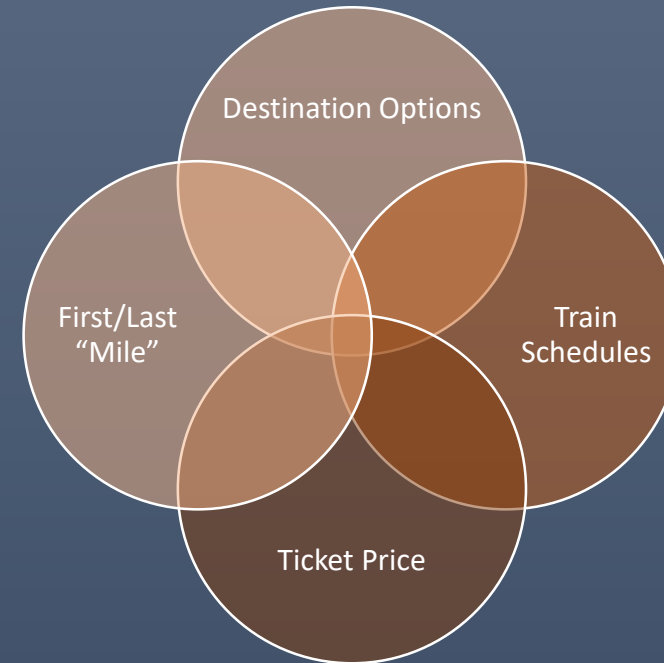 Destination Options
First/Last
“Mile”
Train
Schedules
Ticket Price